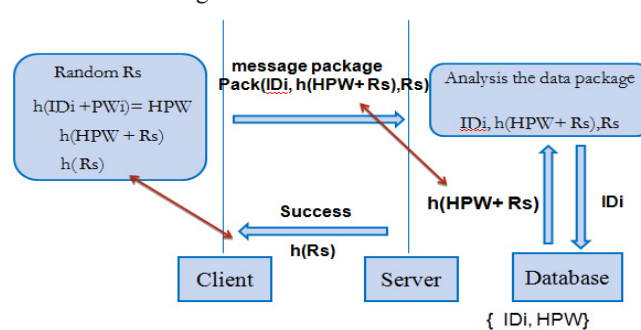 Random Rs
h(IDi +PWi)= HPW
h(HPW + Rs)
h(Rs)
message package
Pack(IDi, h(HPW+ Rs),Rs)
Analysis the data package
IDi, h(HPW+ Rs),Rs
h(HPW+ Rs)
IDi
Success
h(Rs)
Client
Server
Database
{ IDi, HPW}